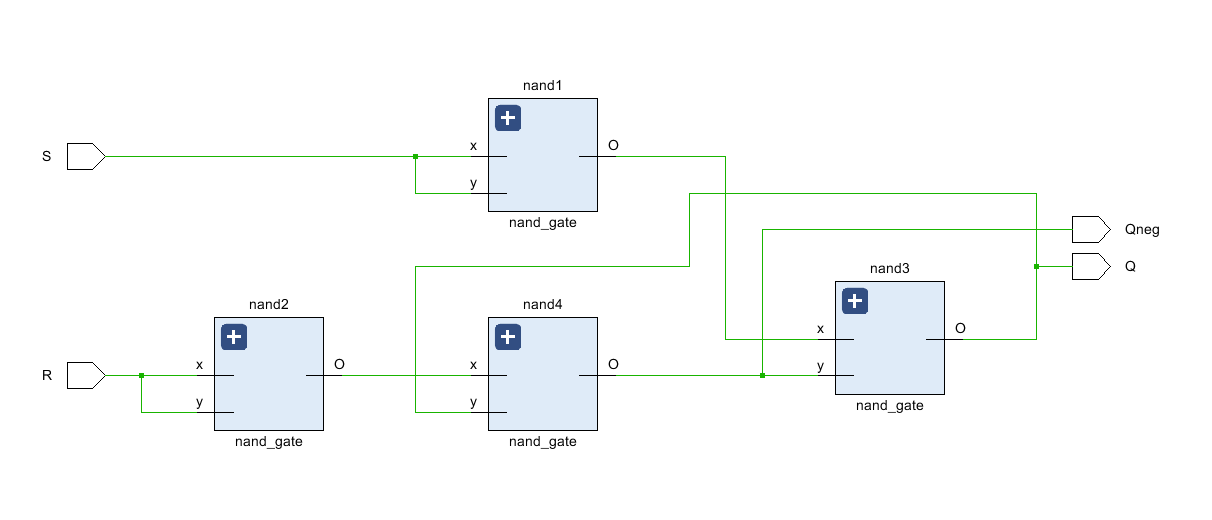 nand1
S
x
O
y
nand_gate
Qneg
Q
nand3
nand2
nand4
x
O
y
nand_gate
R
x
O
y
nand_gate
x
O
y
nand_gate